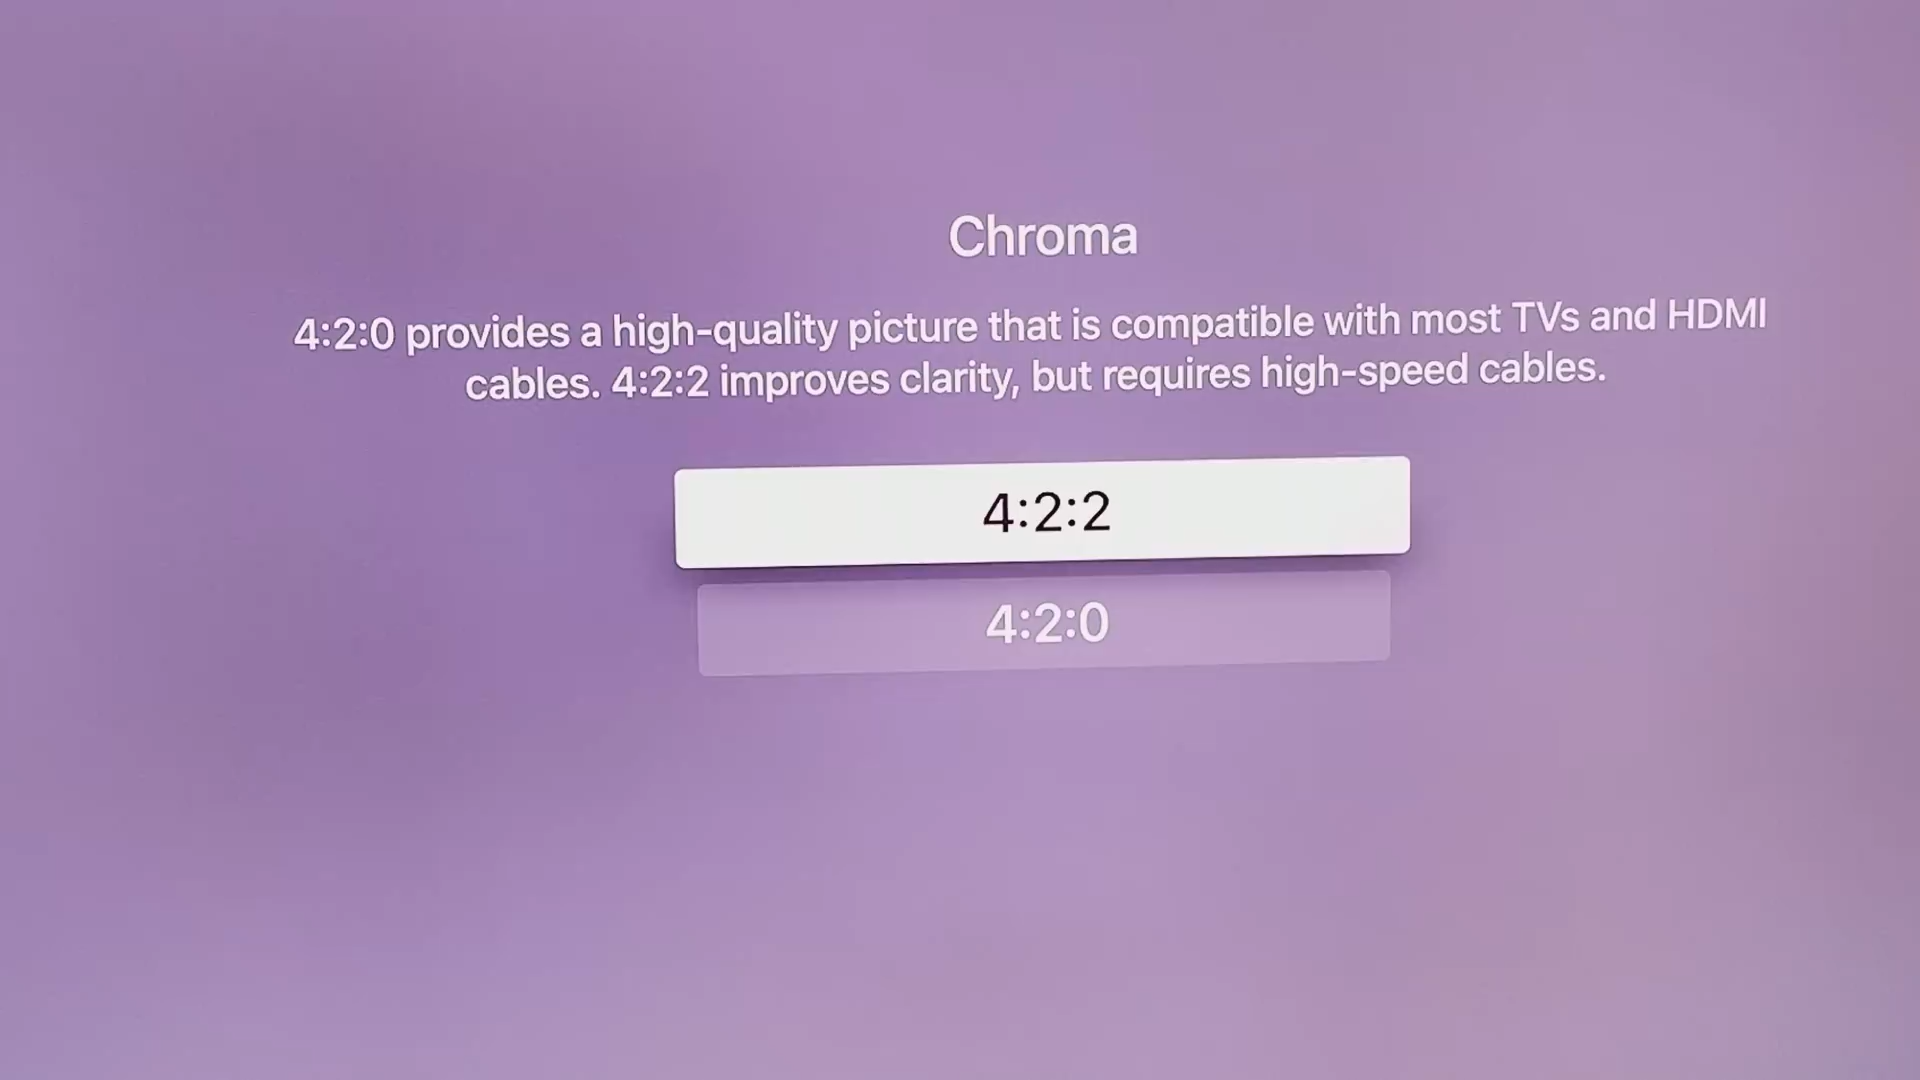 Chroma
4:2:0 provides a high-quality picture that is compatible with most TVs and HDMI
cables. 4:2:2 improves clarity, but requires high-speed cables.
4:2:2
4:2:0